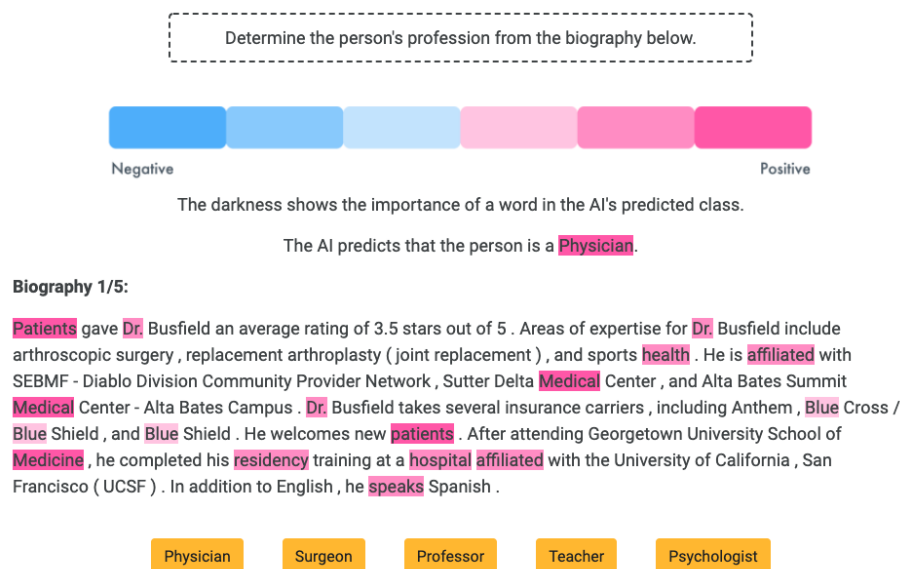 Determine the person's profession from the biography below.
Negative
Positive
The darkness shows the importance of a word in the AI's predicted class.
The AI predicts that the person is a Physician.
Biography 1/5:
Patients gave Dr. Busfield an average rating of 3.5 stars out of 5 . Areas of expertise for Dr. Busfield include
arthroscopic surgery , replacement arthroplasty ( joint replacement ) , and sports health . He is affiliated with
SEBMF - Diablo Division Community Provider Network , Sutter Delta Medical Center , and Alta Bates Summit
Medical Center - Alta Bates Campus . Dr. Busfield takes several insurance carriers , including Anthem , Blue Cross /
Blue Shield , and Blue Shield . He welcomes new patients . After attending Georgetown University School of
Medicine , he completed his residency training at a hospital affiliated with the University of California , San
Francisco ( UCSF ) . In addition to English , he speaks Spanish .
Physician
Surgeon
Professor
Teacher
Psychologist